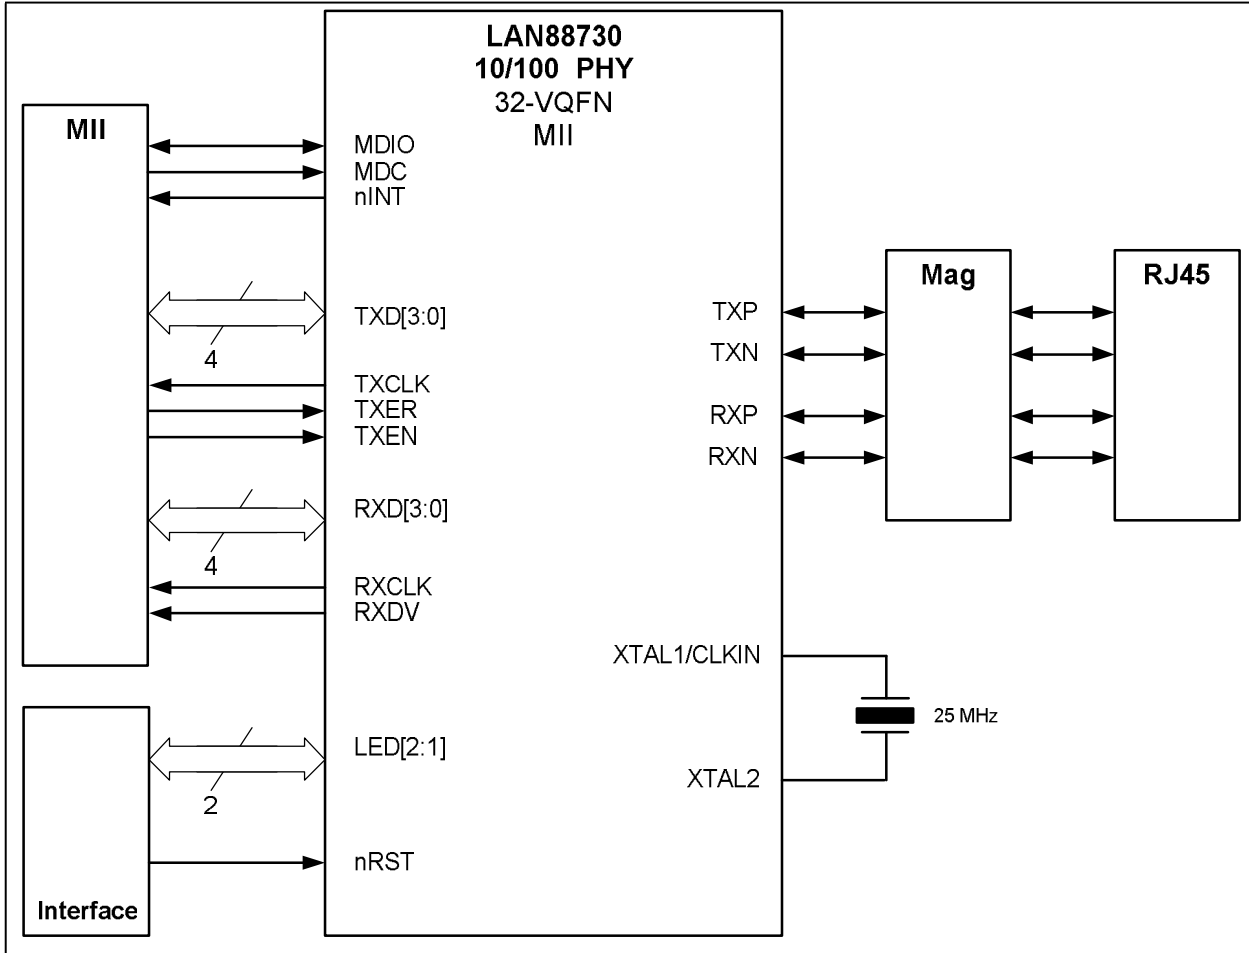 LAN88730
10/100 PHY
32-VQFN
MII
MII
MDIO
MDC
nINT
TXD[3:0]
4
TXCLK
TXER
TXEN
RXD[3:0]
4
RXCLK
RXDV
LED[2:1]
2
nRST
Interface
TXP
TXN
RXP
RXN
Mag
RJ45
XTAL1/CLKIN
25 MHz
XTAL2